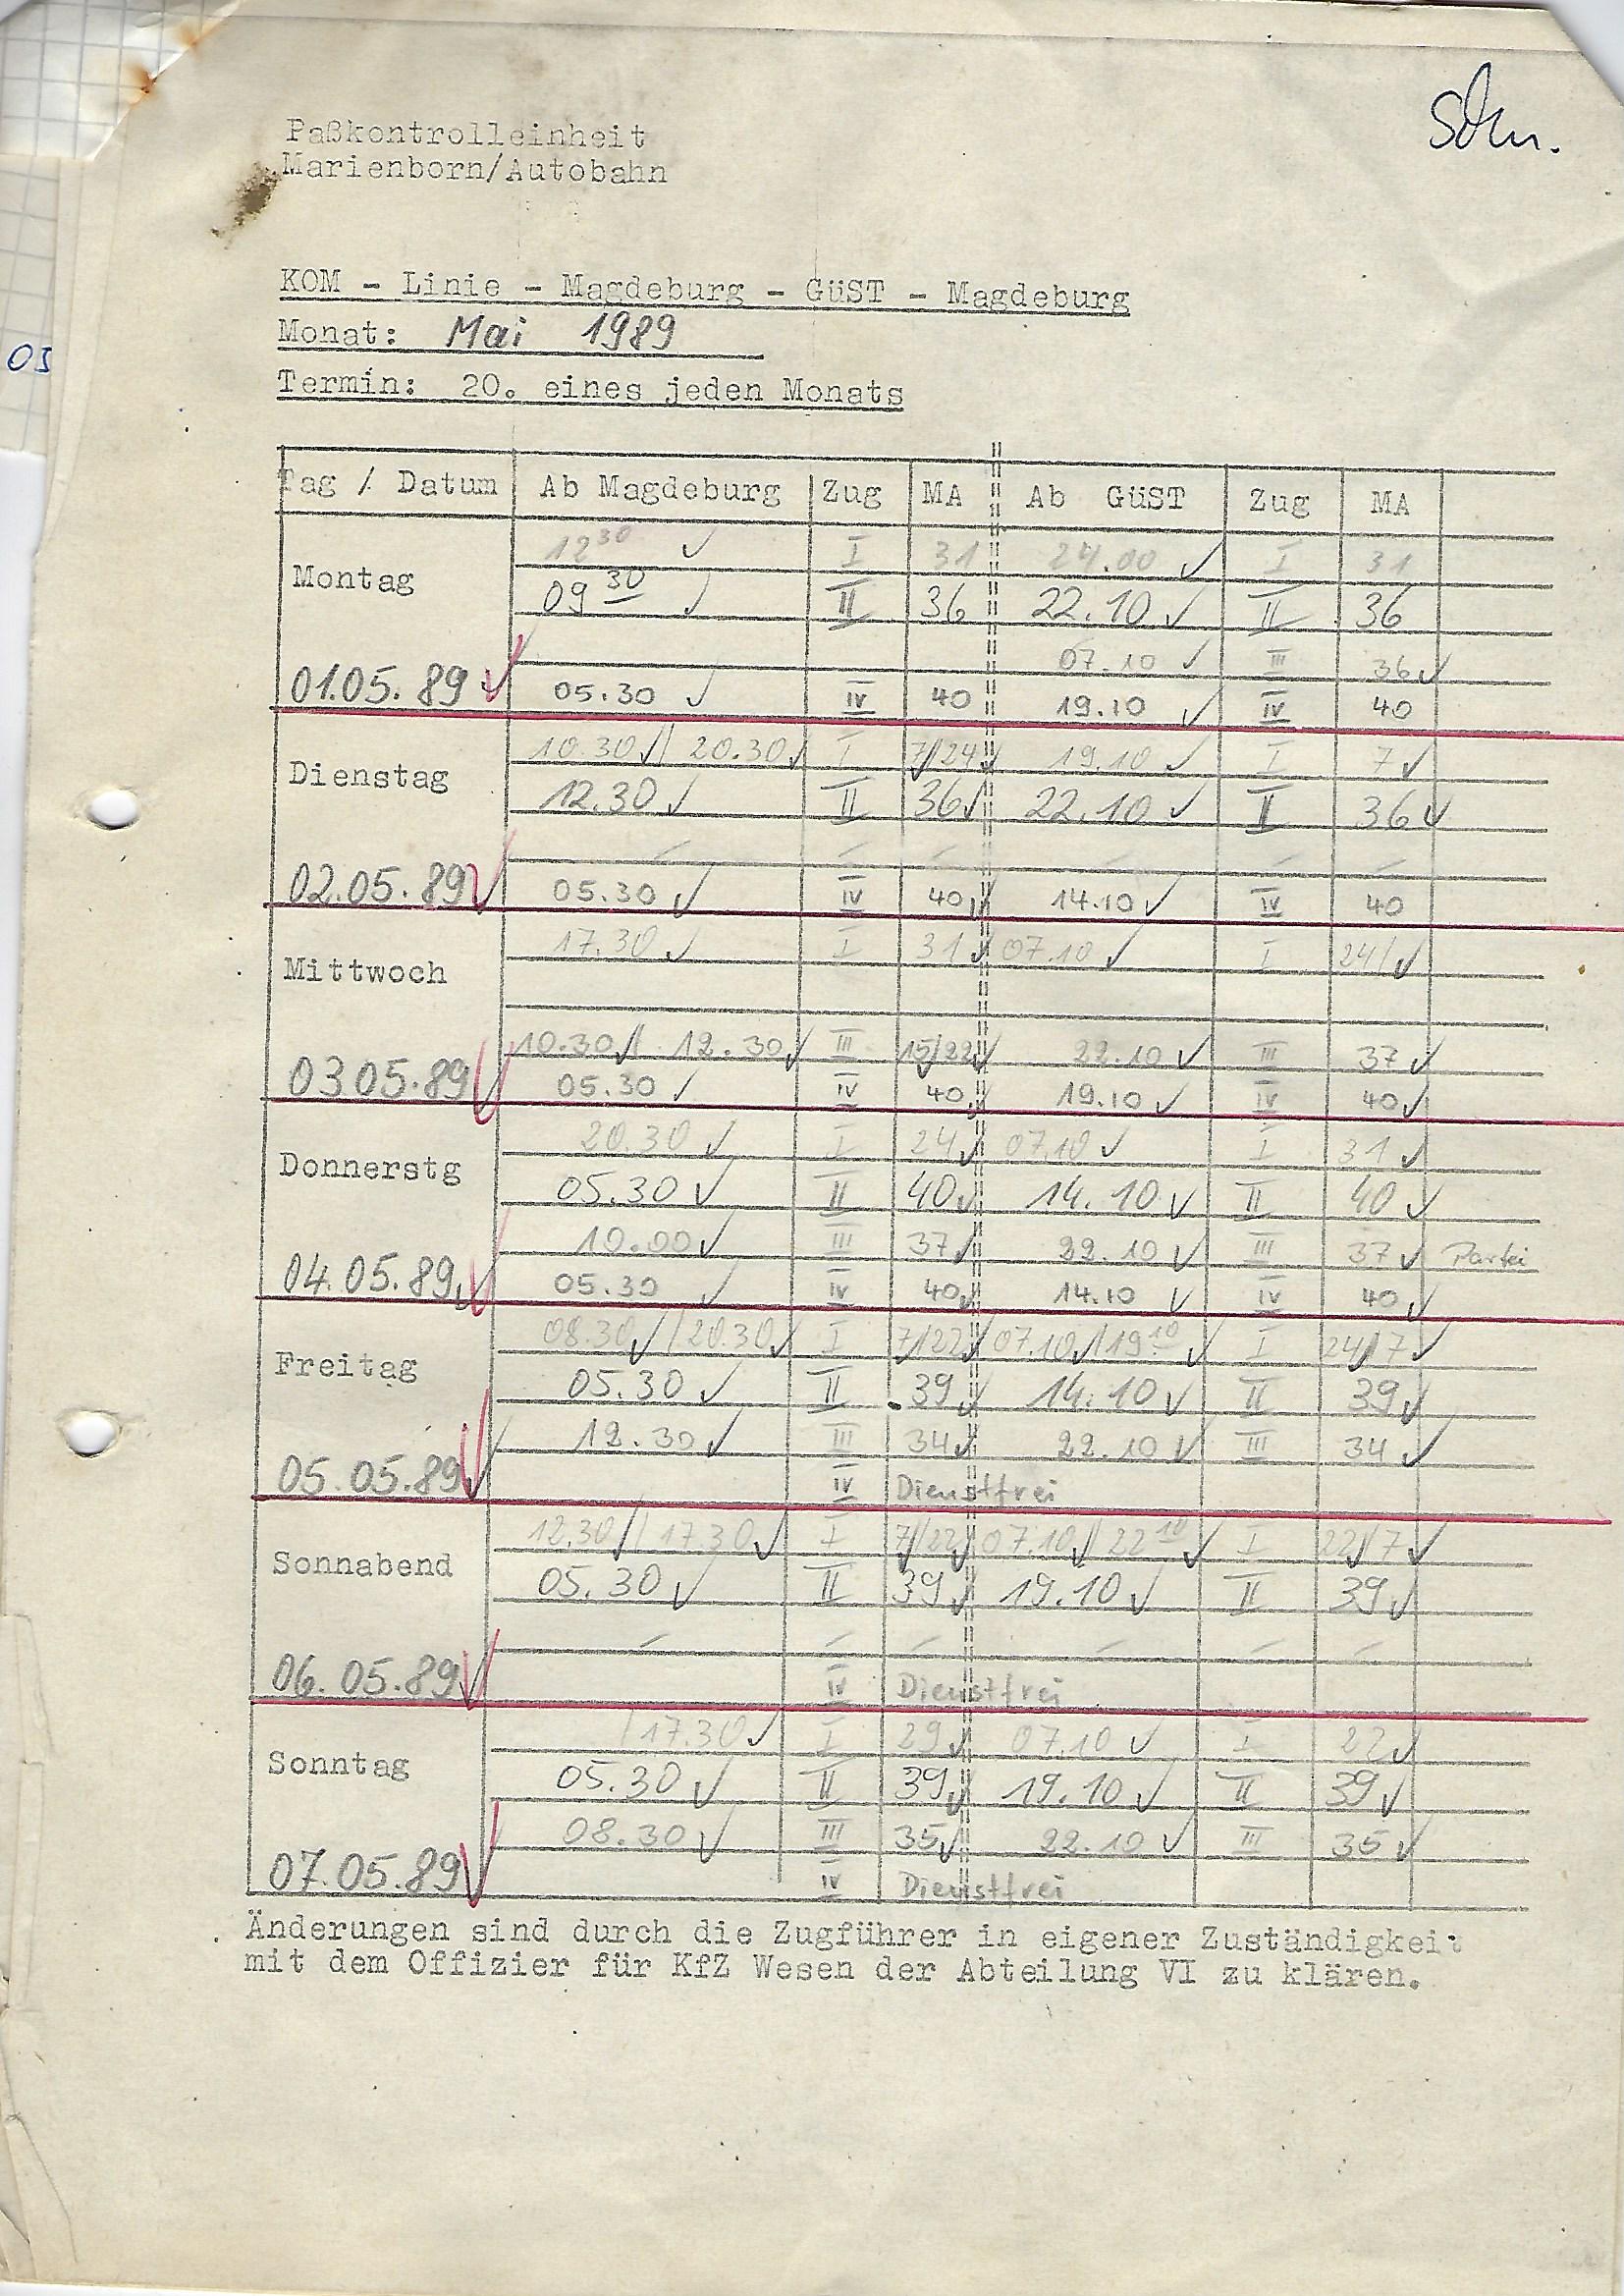 Paßkontrolleinheit
Marienborn/Autobahn
KOM - Linie - Magdeburg - GüST - Magdeburg
Monat: Mai 1989
03
Termin: 20. eines jeden Monats
Tag / Datum Ab Magdeburg Zug MA Ab GüST Zug MA
Montag
12 30 ✓ I 31 24.00 ✓ I 31
09 30 ✓ II 36 22.10 ✓ II 36
07.10 ✓ III 36 ✓
01.05.89 ✓ 05.30 ✓ IV 40 19.10 ✓ IV 40
Dienstag
10.30 ✓ / 20.30 ✓ I 7/24 ✓ 19.10 ✓ I 7 ✓
12.30 ✓ II 36 ✓ 22.10 ✓ II 36 ✓
– – – – – –
02.05.89 ✓ 05.30 ✓ IV 40 ✓ 14.10 ✓ IV 40
Mittwoch
17.30 ✓ I 31 ✓ 07.10 ✓ I 24/ ✓
10.30 ✓ / 12.30 ✓ III 15/22 ✓ 22.10 ✓ III 37 ✓
03 05.89 ✓ 05.30 ✓ IV 40 ✓ 19.10 ✓ IV 40 ✓
Donnerstg
20.30 ✓ I 24 ✓ 07.10 ✓ I 31 ✓
05.30 ✓ II 40 ✓ 14.10 ✓ II 40 ✓
10.00 ✓ III 37 ✓ 22.10 ✓ III 37 ✓ Partei
04.05.89 ✓ 05.30 ✓ IV 40 ✓ 14.10 ✓ IV 40 ✓
Freitag
08.30 ✓ / 20.30 ✓ I 7/22 ✓ 07.10 ✓ / 19.10 ✓ I 24/7 ✓
05.30 ✓ II 39 ✓ 14.10 ✓ II 39 ✓
12.30 ✓ III 34 ✓ 22.10 ✓ III 34 ✓
05.05.89 ✓ IV Dienstfrei
Sonnabend
12.30 ✓ / 17.30 ✓ I 7/22 ✓ 07.10 ✓ / 22 10 ✓ I 22/7 ✓
05.30 ✓ II 39 ✓ 19.10 ✓ II 39 ✓
– – – – – –
06.05.89 ✓ IV Dienstfrei
Sonntag
/ 17.30 ✓ I 29 ✓ 07.10 ✓ I 22 ✓
05.30 ✓ II 39 ✓ 19.10 ✓ II 39 ✓
08.30 ✓ III 35 ✓ 22.10 ✓ III 35 ✓
07.05.89 ✓ IV Dienstfrei
Änderungen sind durch die Zugführer in eigener Zuständigkeit
mit dem Offizier für KfZ Wesen der Abteilung VI zu klären.